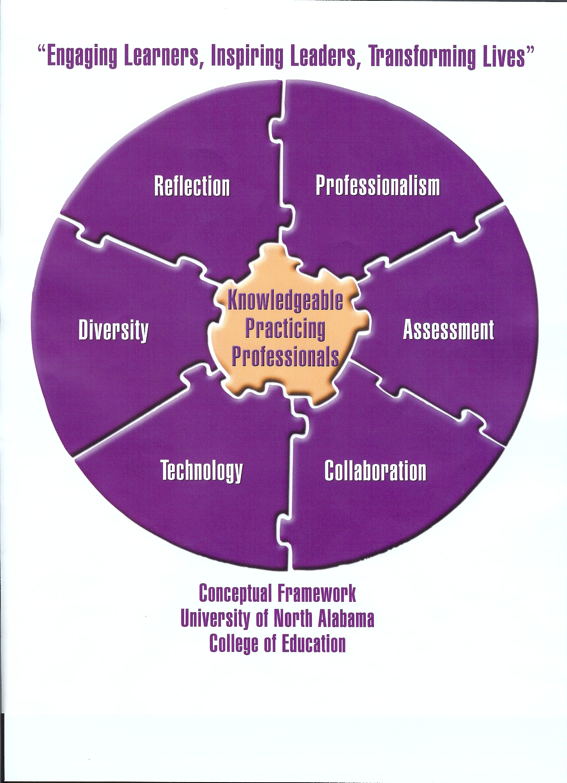 “Engaging Learners, Inspiring Leaders, Transforming Lives”
Reflection
Professionalism
Diversity
Knowledgeable
Practicing
Professionals
Assessment
Technology
Collaboration
Conceptual Framework
University of North Alabama
College of Education